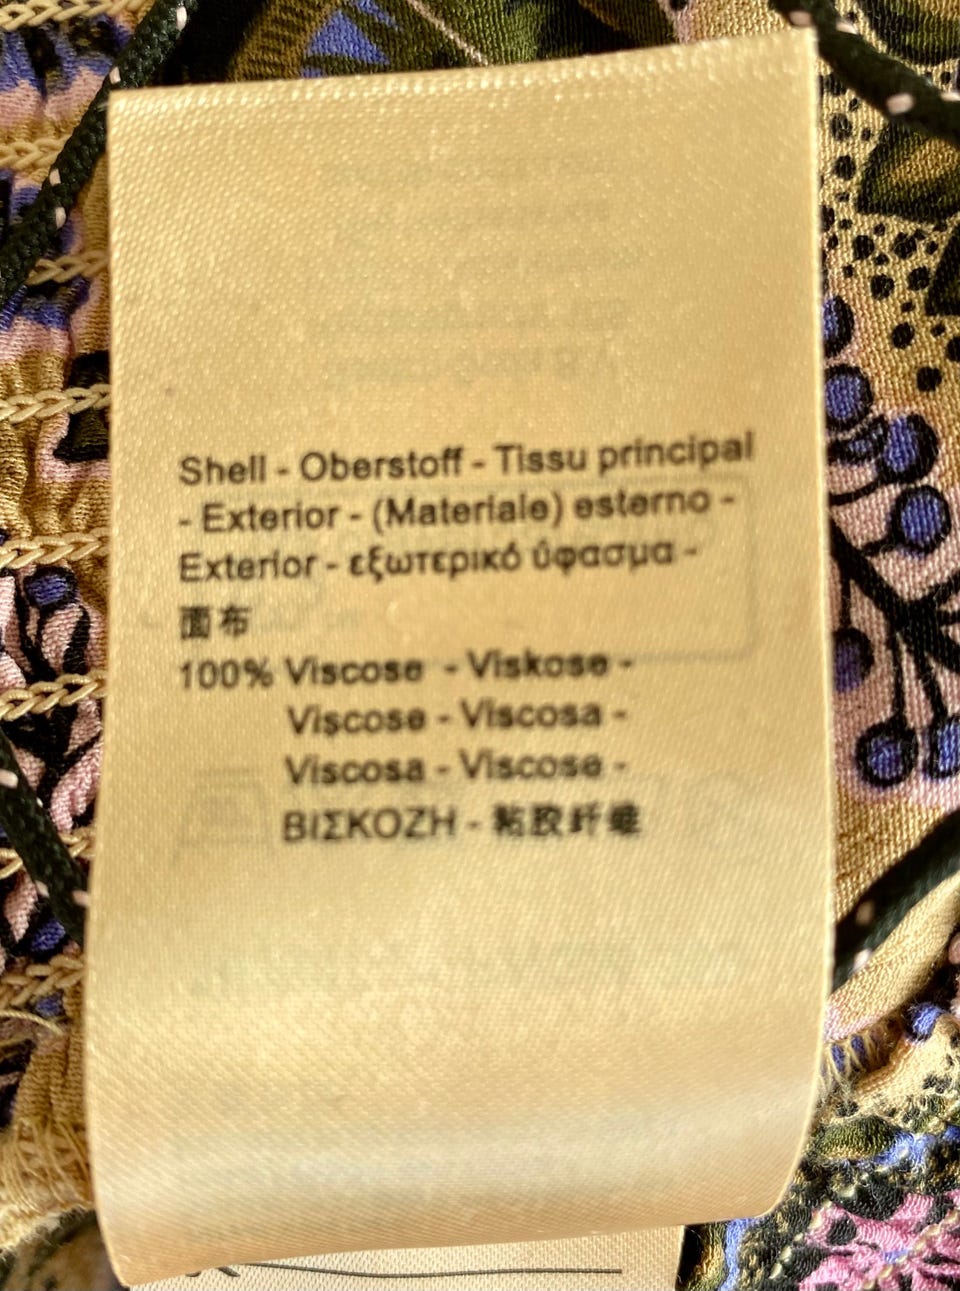 Shell - Oberstoff - Tissu principal
- Exterior - (Materiale) esterno -
Exterior - εξωτερικό ύφασμα -
面布
100% Viscose - Viskose -
Viscose - Viscosa -
Viscosa - Viscose -
ΒΙΣΚΟΖΗ - 粘胶纤维